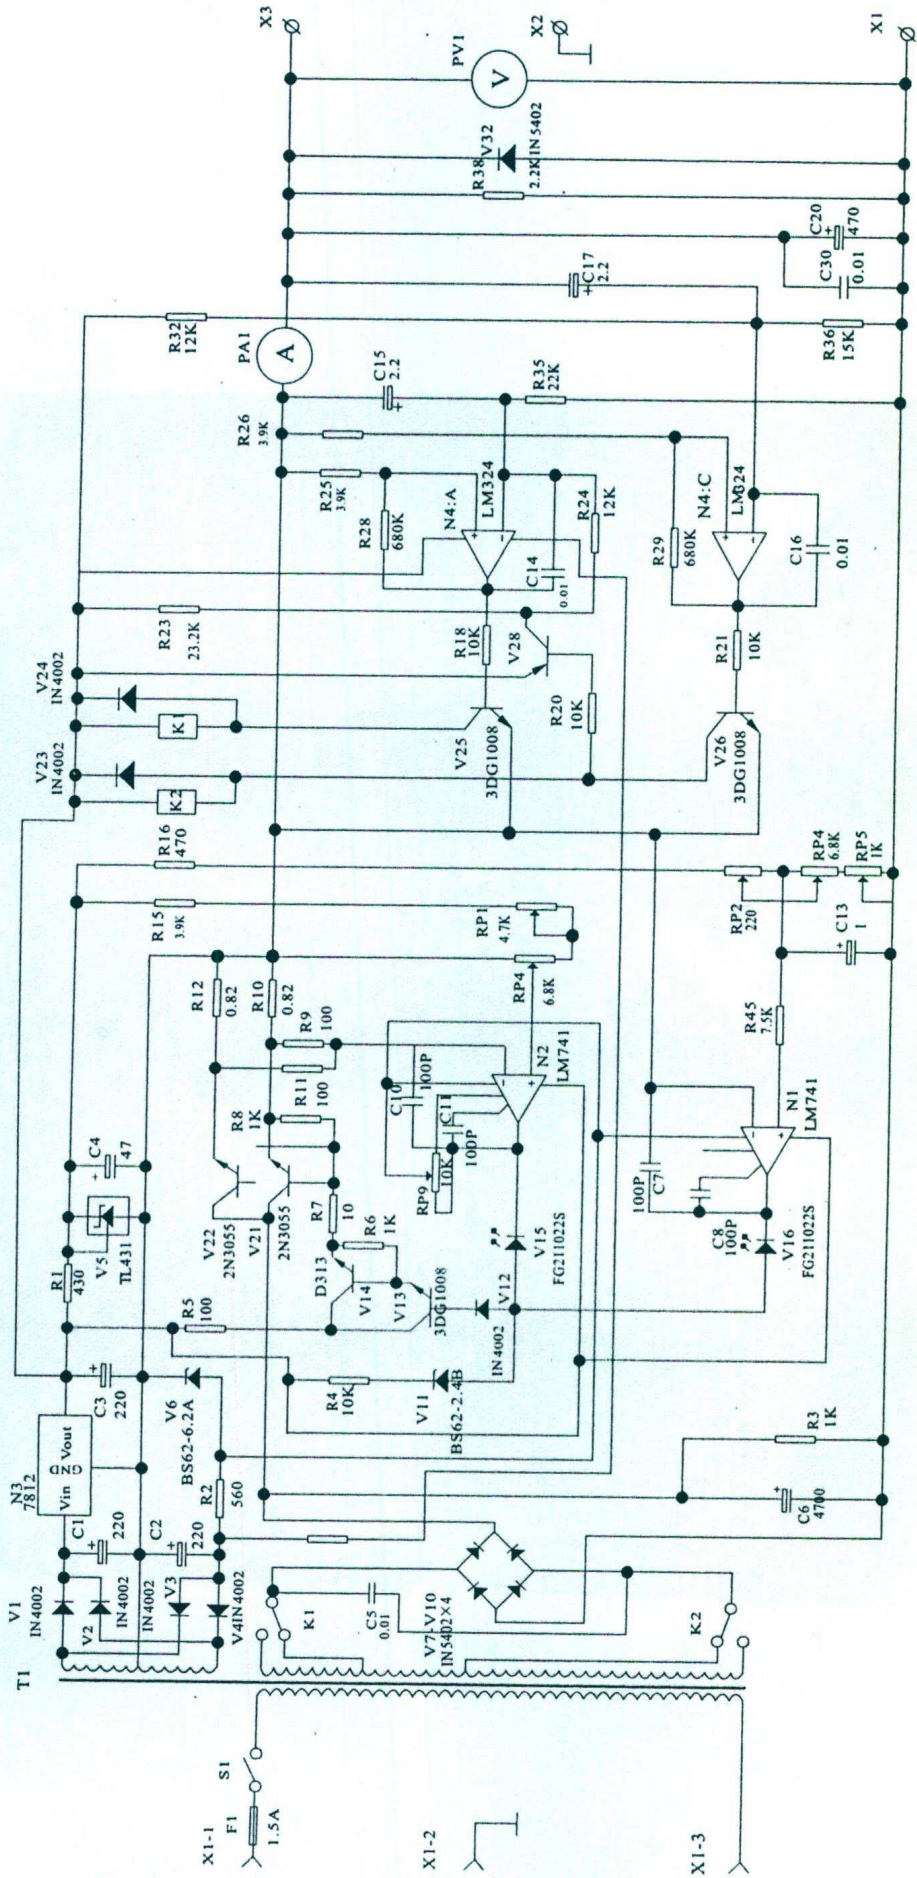 T1
V1
IN4002
V2
IN4002
IN4002
V3
V4IN4002
C1
220
C2
220
N3
7812
Vin
GND
Vout
C3
220
V6
BS62-6.2A
R2
560
R1
430
V5
TL431
C4
47
R5
100
V22
2N3055
V21
2N3055
R12
0.82
R10
0.82
R9
100
R11
100
R8
1K
R7
10
R6
1K
D313
V14
V13
3DG1008
V12
IN4002
V11
BS62-2.4B
R4
10K
V15
FG211022S
RP9
10K
C10
100P
C11
100P
N2
LM741
RP4
6.8K
RP1
4.7K
R15
3.9K
R16
470
V23
IN4002
K2
V24
IN4002
K1
R23
23.2K
R32
12K
PA1
A
R26
3.9K
R25
3.9K
R28
680K
C15
2.2
N4:A
LM324
R35
22K
C14
0.01
R24
12K
R18
10K
V28
V25
3DG1008
R20
10K
V26
3DG1008
R21
10K
R29
680K
N4:C
LM324
C16
0.01
C17
2.2
R36
15K
C30
0.01
C20
470
R38
2.2K
V32
IN5402
PV1
V
X3
X2
X1
RP2
220
RP4
6.8K
RP5
1K
C13
1
R45
7.5K
N1
LM741
100P
C7
C8
100P
V16
FG211022S
R3
1K
C6
4700
K1
C5
0.01
V7-V10
IN5402×4
K2
S1
X1-1
F1
1.5A
X1-2
X1-3